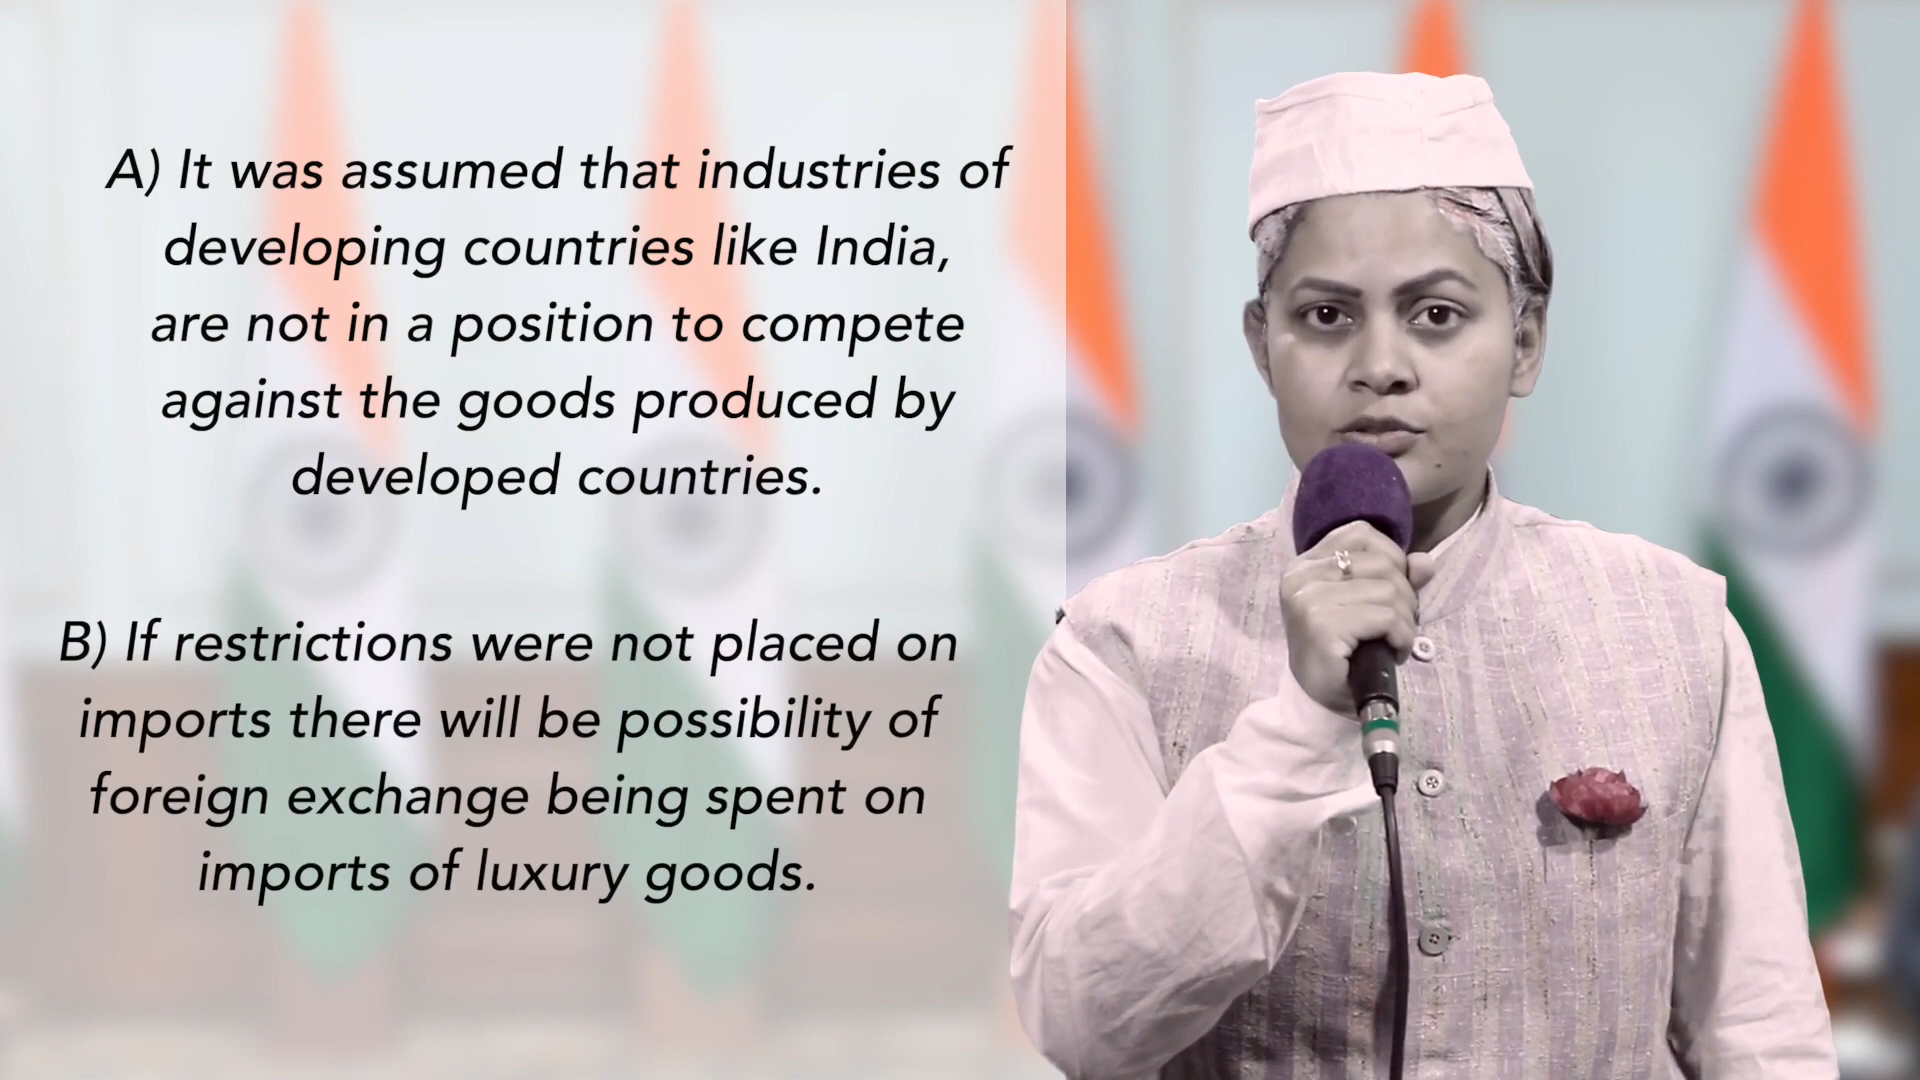 A) It was assumed that industries of
developing countries like India,
are not in a position to compete
against the goods produced by
developed countries.
B) If restrictions were not placed on
imports there will be possibility of
foreign exchange being spent on
imports of luxury goods.